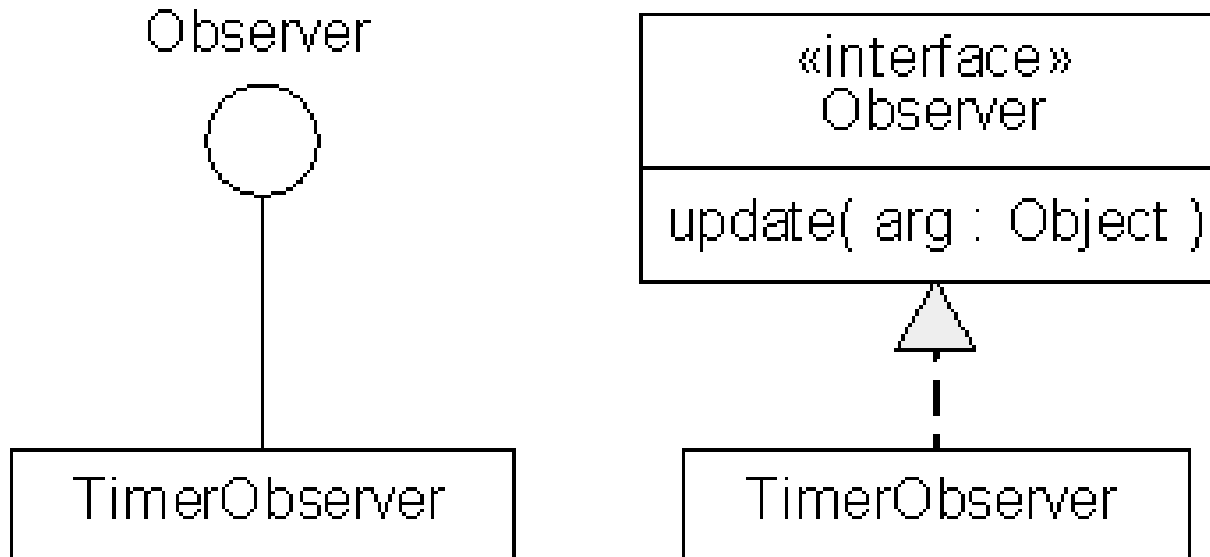 Observer
TimerObserver
«interface»
Observer
update( arg : Object )
TimerObserver